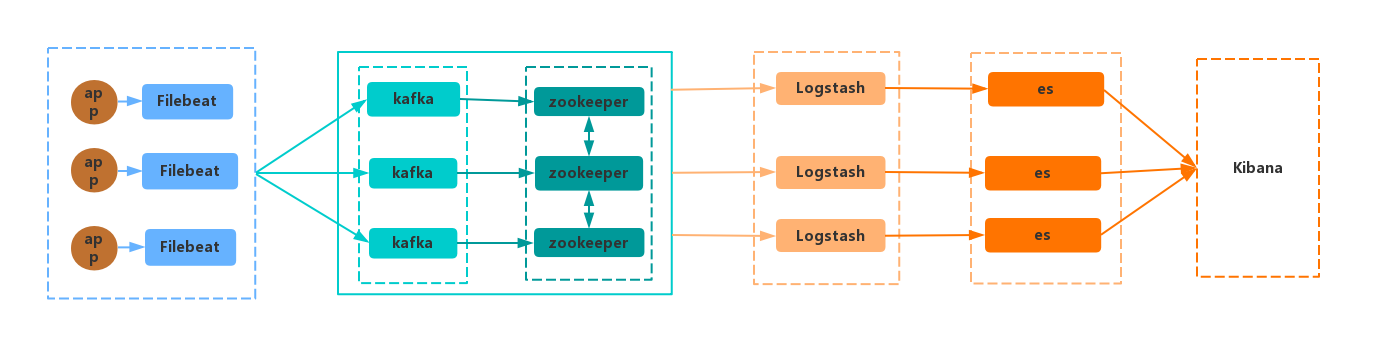 ap
p
Filebeat
ap
p
Filebeat
ap
p
Filebeat
kafka
kafka
kafka
zookeeper
zookeeper
zookeeper
Logstash
Logstash
Logstash
es
es
es
Kibana